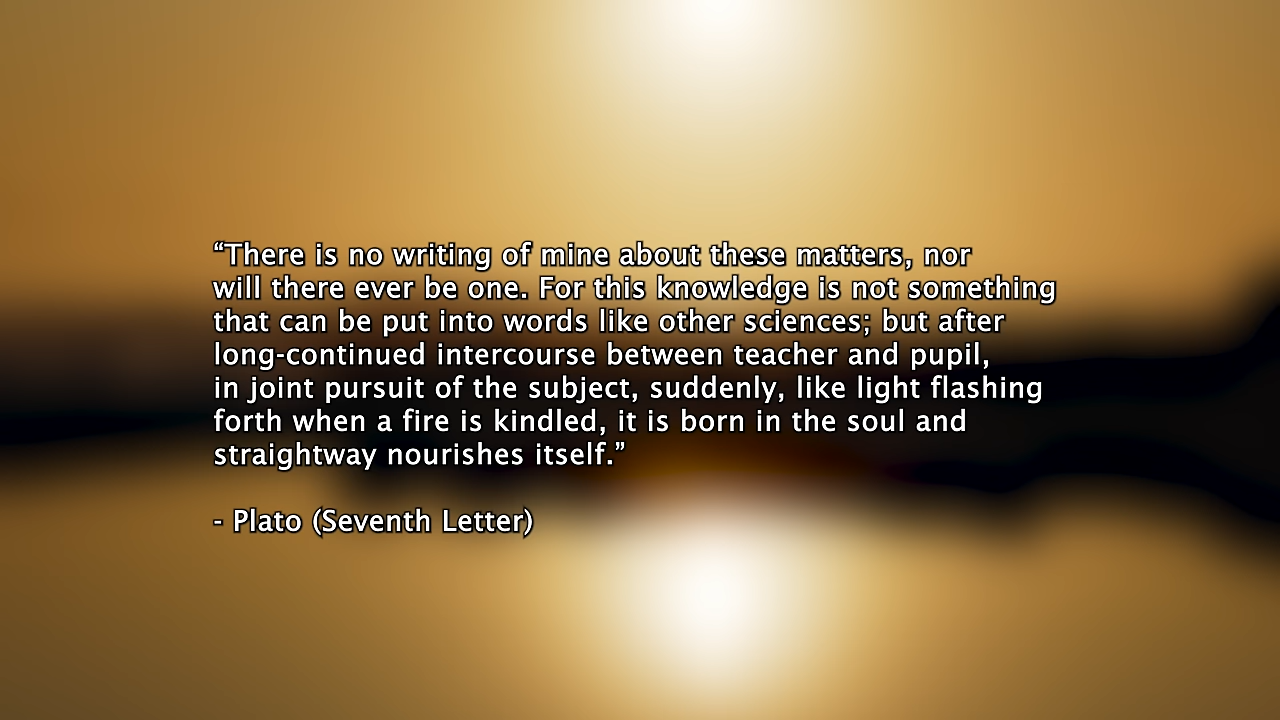 “There is no writing of mine about these matters, nor
will there ever be one. For this knowledge is not something
that can be put into words like other sciences; but after
long-continued intercourse between teacher and pupil,
in joint pursuit of the subject, suddenly, like light flashing
forth when a fire is kindled, it is born in the soul and
straightway nourishes itself.”
- Plato (Seventh Letter)